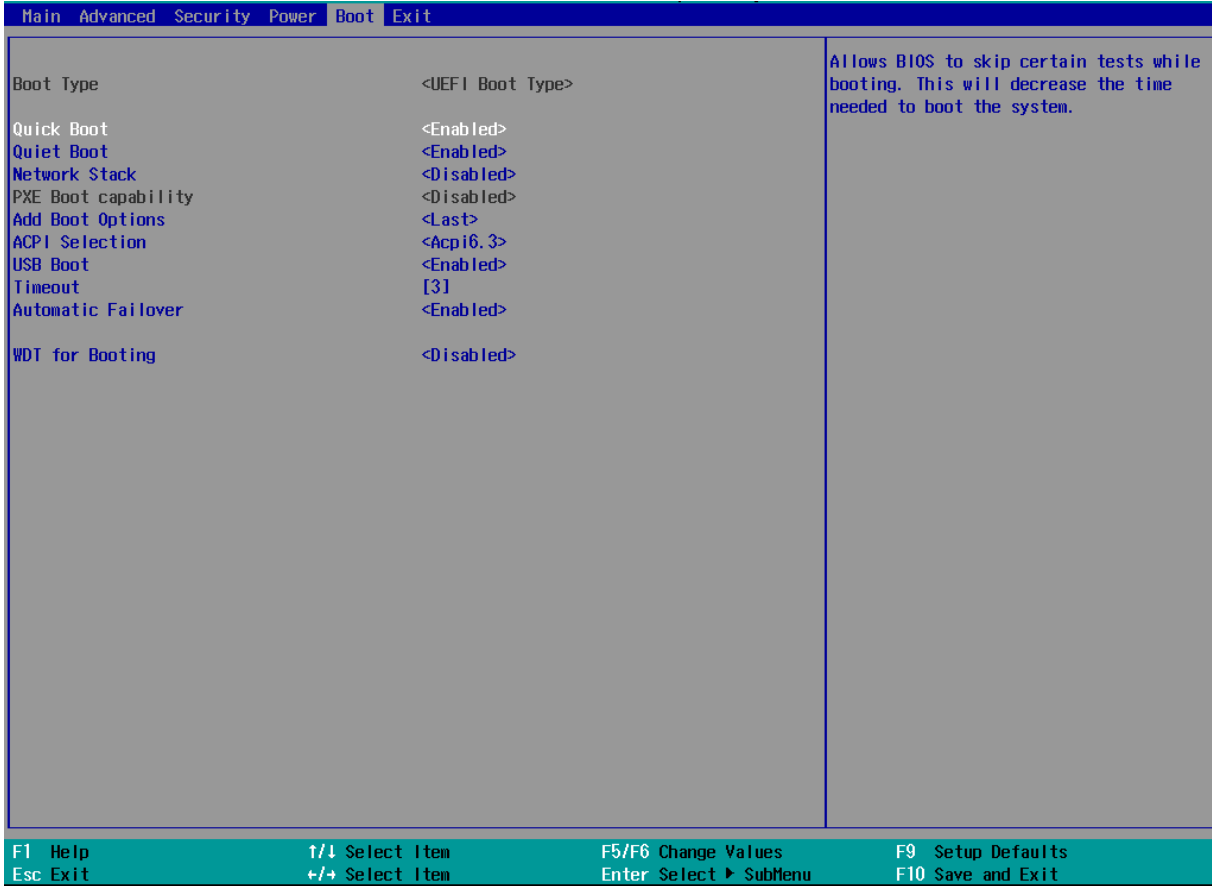 Main Advanced Security Power Boot Exit
Boot Type <UEFI Boot Type>
Quick Boot <Enabled>
Quiet Boot <Enabled>
Network Stack <Disabled>
PXE Boot capability <Disabled>
Add Boot Options <Last>
ACPI Selection <Acpi6.3>
USB Boot <Enabled>
Timeout [3]
Automatic Failover <Enabled>
WDT for Booting <Disabled>
Allows BIOS to skip certain tests while
booting. This will decrease the time
needed to boot the system.
F1 Help ↑/↓ Select Item F5/F6 Change Values F9 Setup Defaults
Esc Exit ←/→ Select Item Enter Select ▶ SubMenu F10 Save and Exit